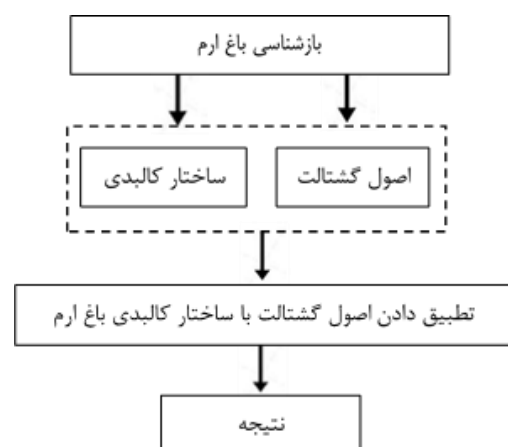 بازشناسی باغ ارم
اصول گشتالت
ساختار کالبدی
تطبیق دادن اصول گشتالت با ساختار کالبدی باغ ارم
نتیجه